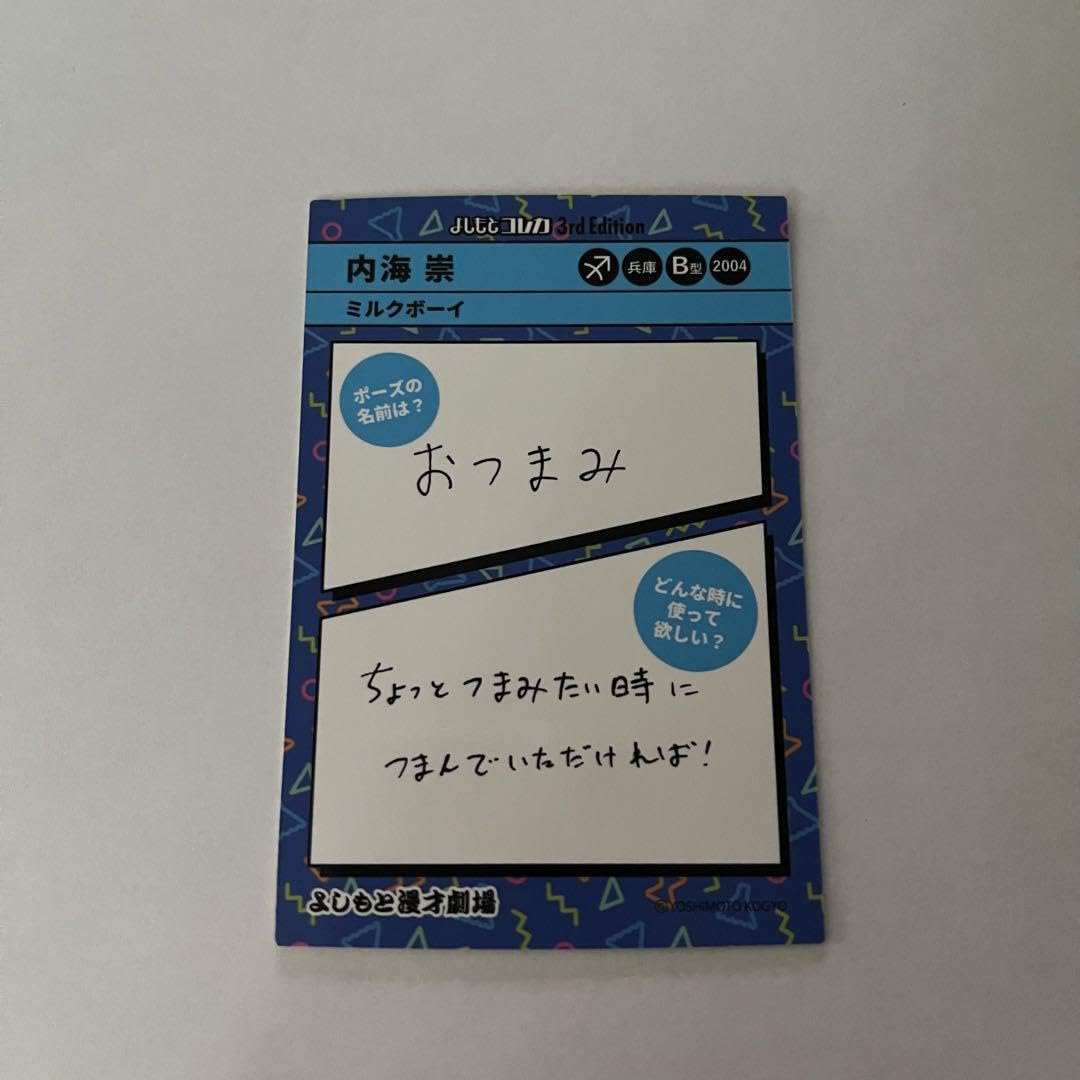 よしもとコレカ 3rd Edition
内海 崇 兵庫 B型 2004
ミルクボーイ
ポーズの
名前は?
おつまみ
どんな時に
使って
欲しい?
ちょっとつまみたい時に
つまんでいただければ!
よしもと漫才劇場 ©YOSHIMOTO KOGYO